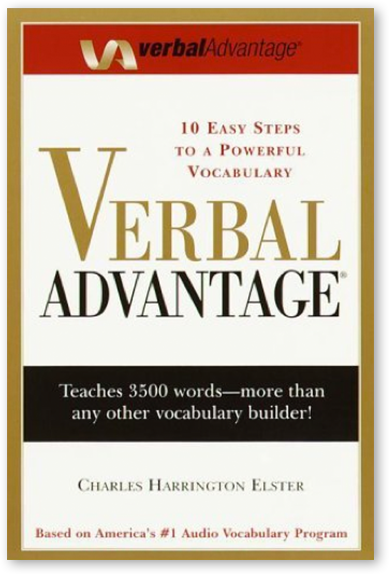 VA verbalAdvantage®
10 EASY STEPS
TO A POWERFUL
VOCABULARY
VERBAL
ADVANTAGE®
Teaches 3500 words—more than
any other vocabulary builder!
CHARLES HARRINGTON ELSTER
Based on America's #1 Audio Vocabulary Program